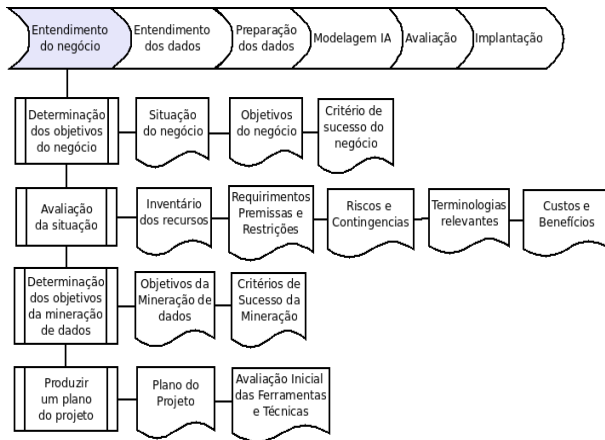 Entendimento
do negócio
Entendimento
dos dados
Preparação
dos dados
Modelagem IA
Avaliação
Implantação
Determinação
dos objetivos
do negócio
Situação
do negócio
Objetivos
do negócio
Critério de
sucesso do
negócio
Avaliação
da situação
Inventário
dos recursos
Requirimentos
Premissas e
Restrições
Riscos e
Contingencias
Terminologias
relevantes
Custos e
Benefícios
Determinação
dos objetivos
da mineração
de dados
Objetivos da
Mineração de
dados
Critérios de
Sucesso da
Mineração
Produzir
um plano
do projeto
Plano do
Projeto
Avaliação Inicial
das Ferramentas
e Técnicas